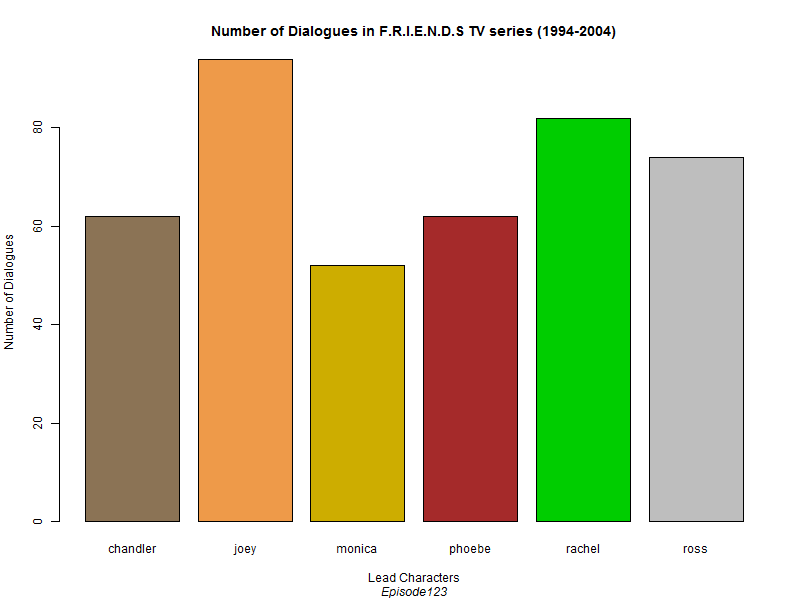 Number of Dialogues in F.R.I.E.N.D.S TV series (1994-2004)
Number of Dialogues
80
60
40
20
0
chandler joey monica phoebe rachel ross
Lead Characters
Episode123